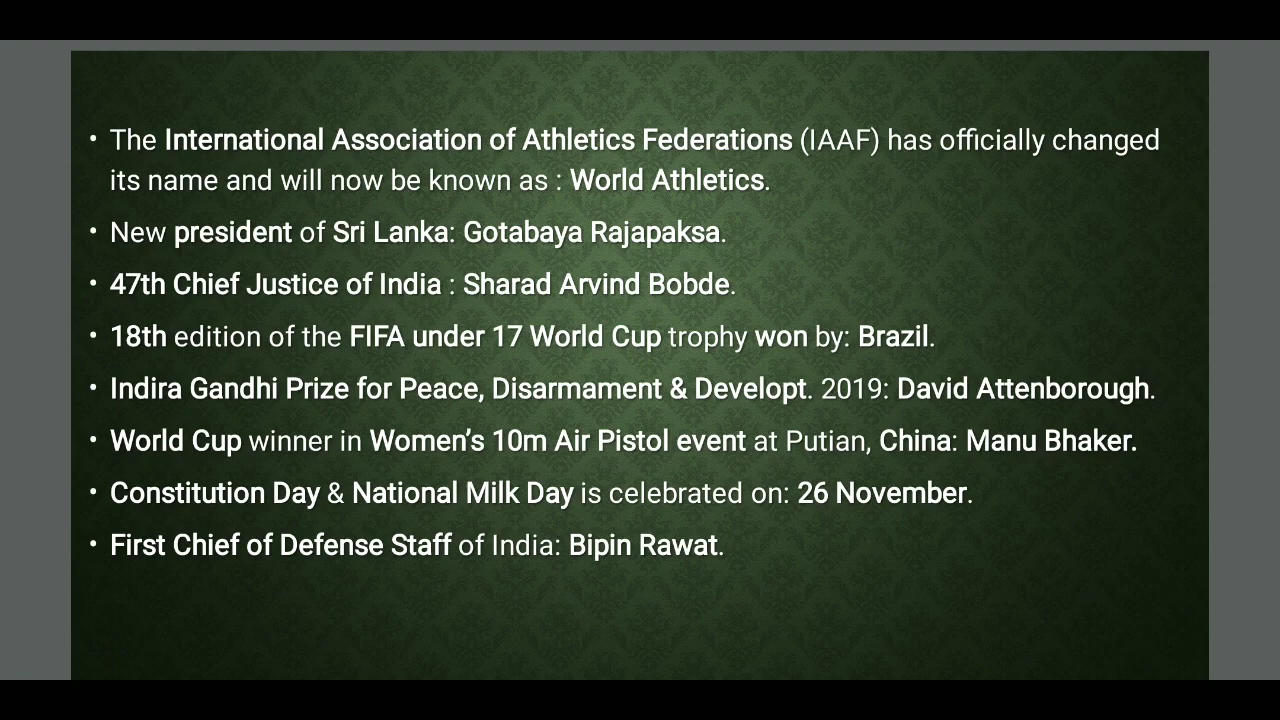 • The International Association of Athletics Federations (IAAF) has officially changed
its name and will now be known as : World Athletics.
• New president of Sri Lanka: Gotabaya Rajapaksa.
• 47th Chief Justice of India : Sharad Arvind Bobde.
• 18th edition of the FIFA under 17 World Cup trophy won by: Brazil.
• Indira Gandhi Prize for Peace, Disarmament & Developt. 2019: David Attenborough.
• World Cup winner in Women’s 10m Air Pistol event at Putian, China: Manu Bhaker.
• Constitution Day & National Milk Day is celebrated on: 26 November.
• First Chief of Defense Staff of India: Bipin Rawat.